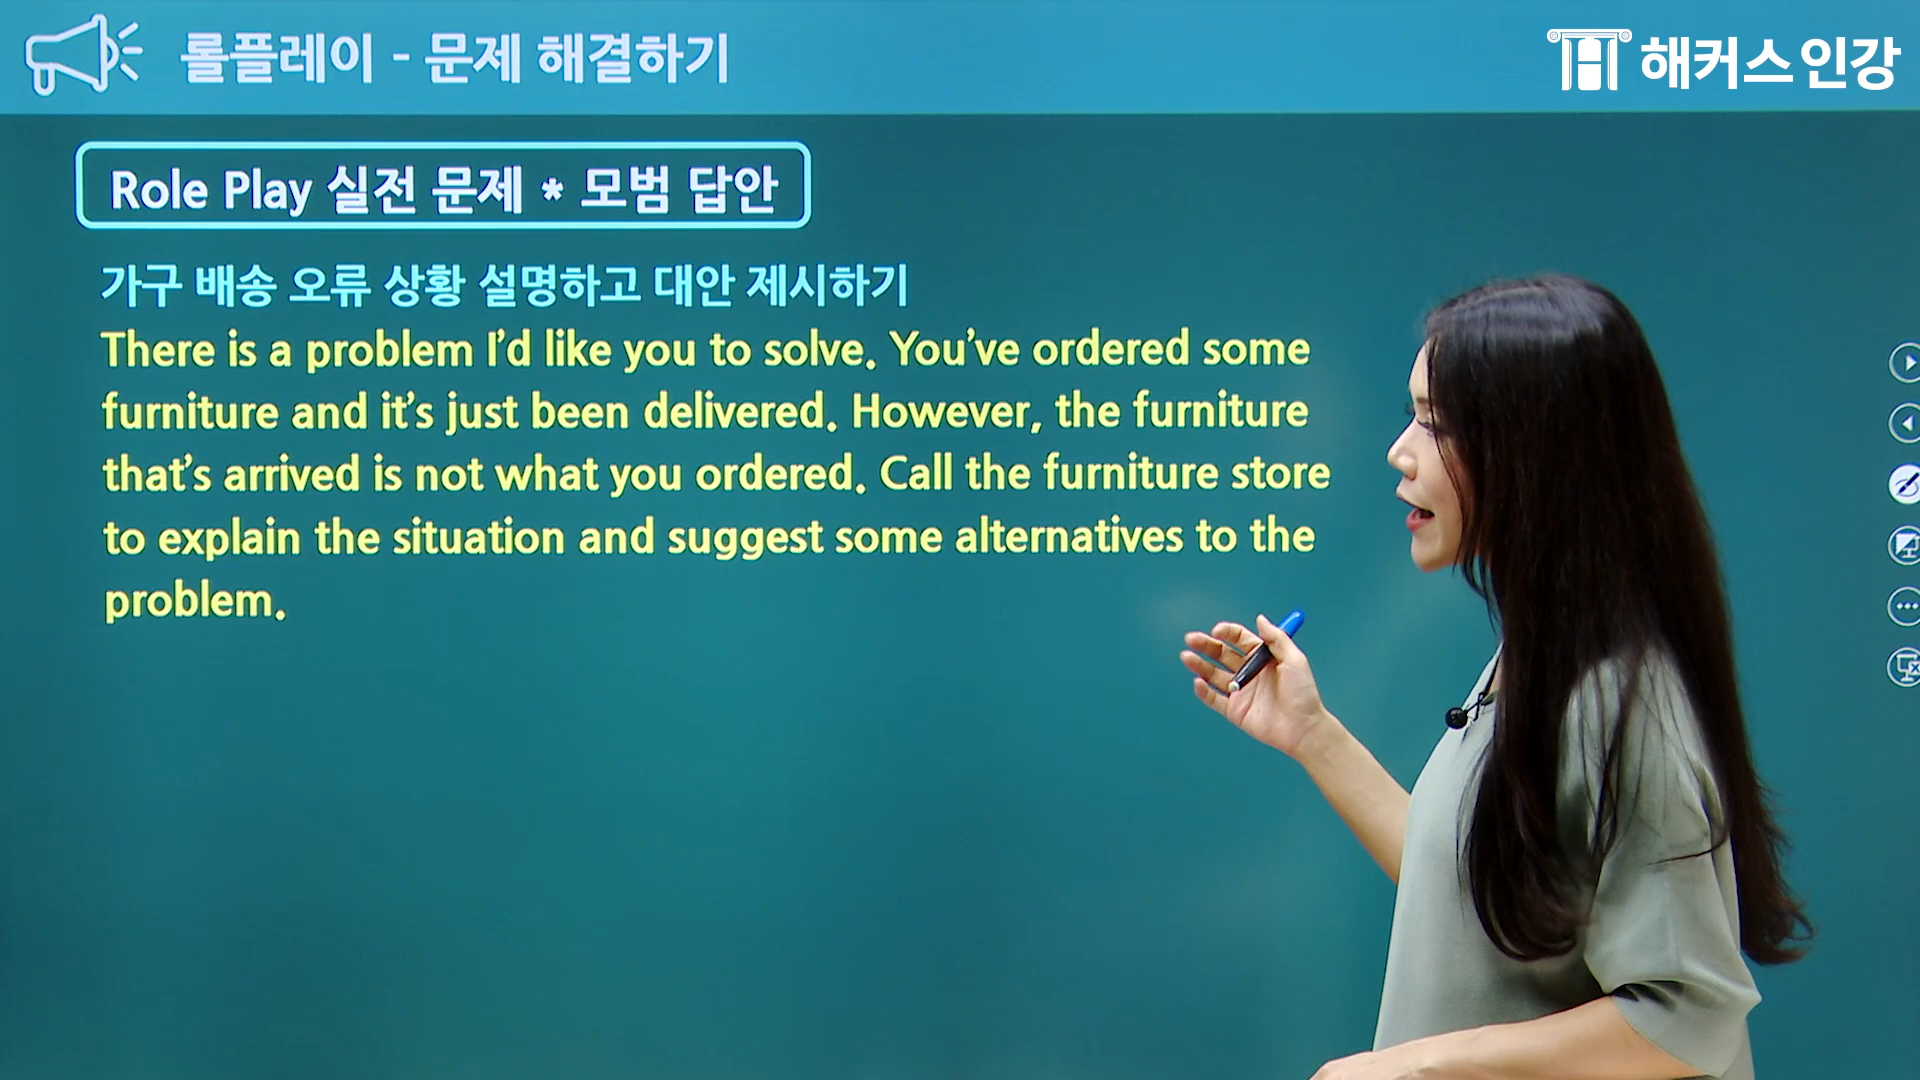 롤플레이 - 문제 해결하기
해커스인강
Role Play 실전 문제 * 모범 답안
가구 배송 오류 상황 설명하고 대안 제시하기
There is a problem I’d like you to solve. You’ve ordered some
furniture and it’s just been delivered. However, the furniture
that’s arrived is not what you ordered. Call the furniture store
to explain the situation and suggest some alternatives to the
problem.